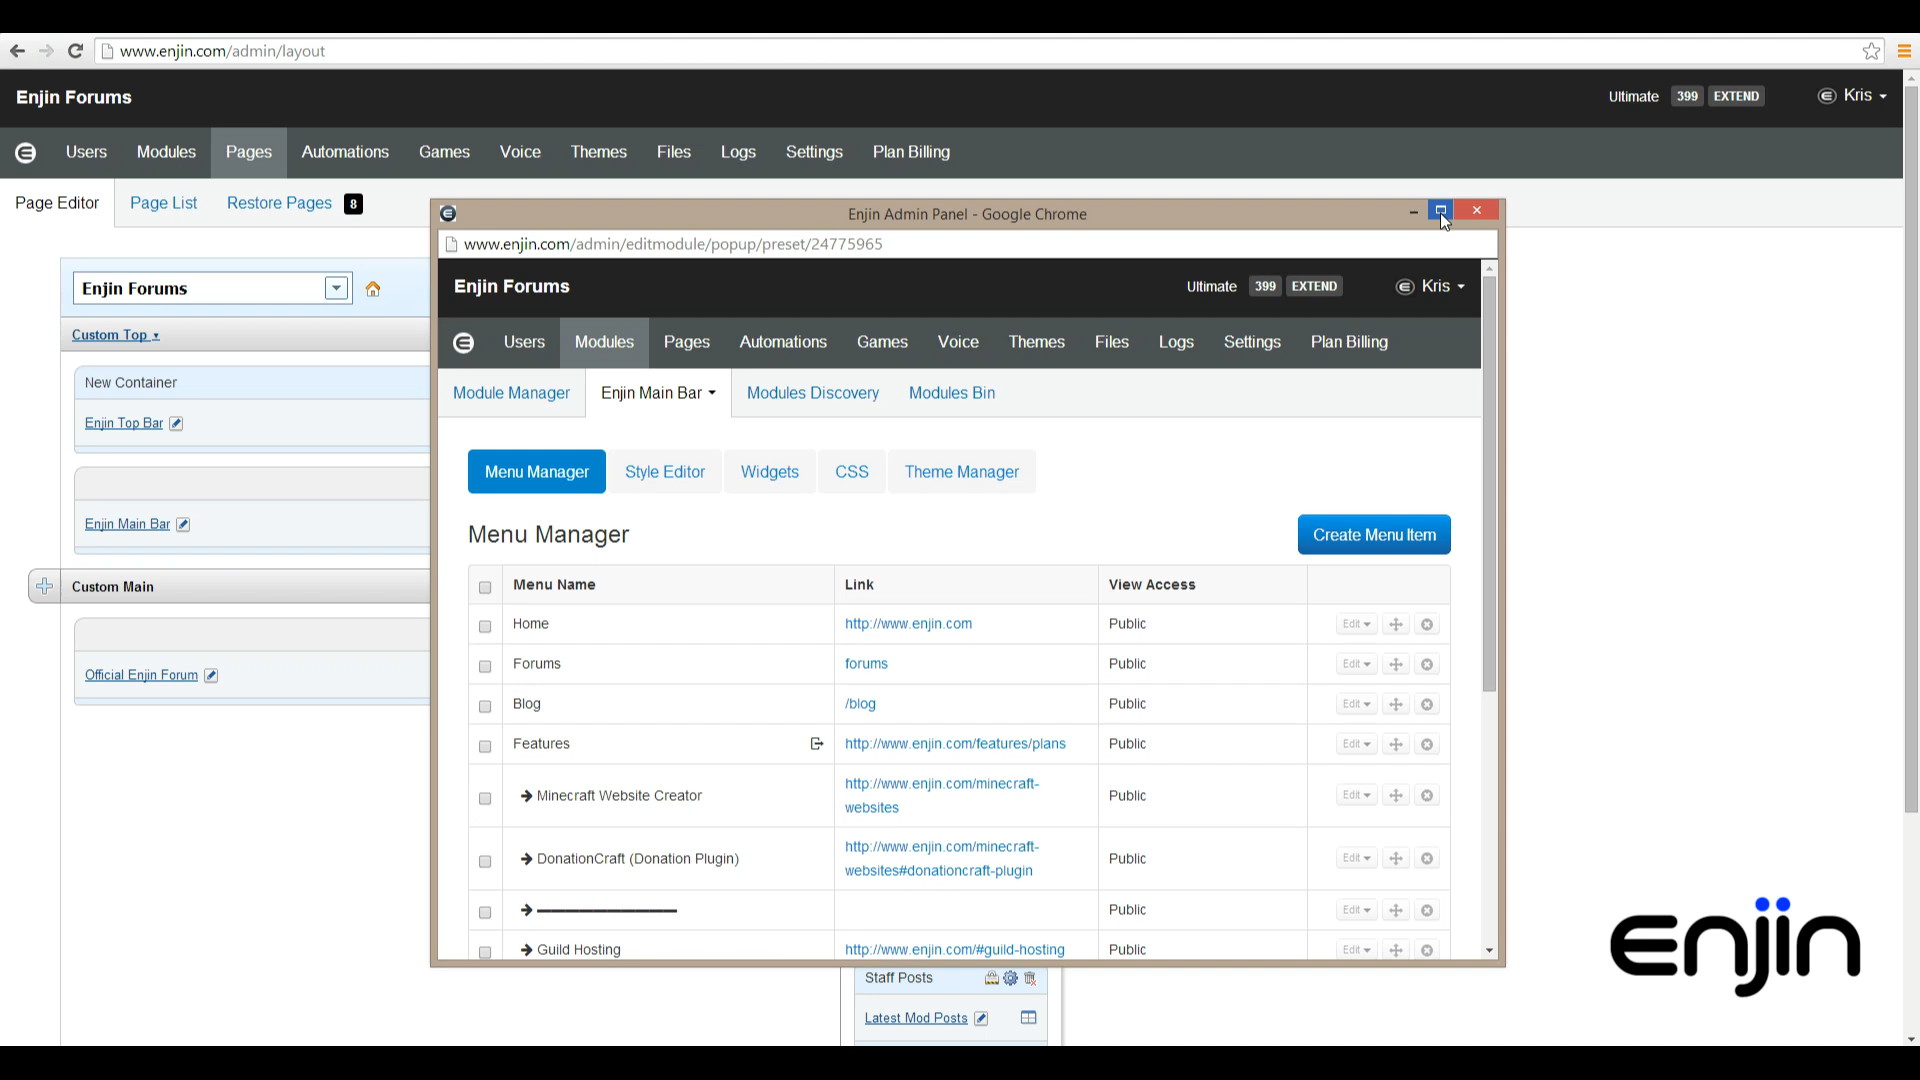 www.enjin.com/admin/layout
Enjin Forums
Ultimate 399 EXTEND Kris
Users Modules Pages Automations Games Voice Themes Files Logs Settings Plan Billing
Page Editor Page List Restore Pages 8
Enjin Forums
Custom Top
New Container
Enjin Top Bar
Enjin Main Bar
Custom Main
Official Enjin Forum
Enjin Admin Panel - Google Chrome
www.enjin.com/admin/editmodule/popup/preset/24775965
Enjin Forums
Ultimate 399 EXTEND Kris
Users Modules Pages Automations Games Voice Themes Files Logs Settings Plan Billing
Module Manager Enjin Main Bar Modules Discovery Modules Bin
Menu Manager Style Editor Widgets CSS Theme Manager
Menu Manager
Create Menu Item
Menu Name Link View Access
Home http://www.enjin.com Public Edit
Forums forums Public Edit
Blog /blog Public Edit
Features http://www.enjin.com/features/plans Public Edit
Minecraft Website Creator http://www.enjin.com/minecraft-
websites Public Edit
DonationCraft (Donation Plugin) http://www.enjin.com/minecraft-
websites#donationcraft-plugin Public Edit
Public Edit
Guild Hosting http://www.enjin.com/#guild-hosting Public Edit
Staff Posts
Latest Mod Posts
enjin